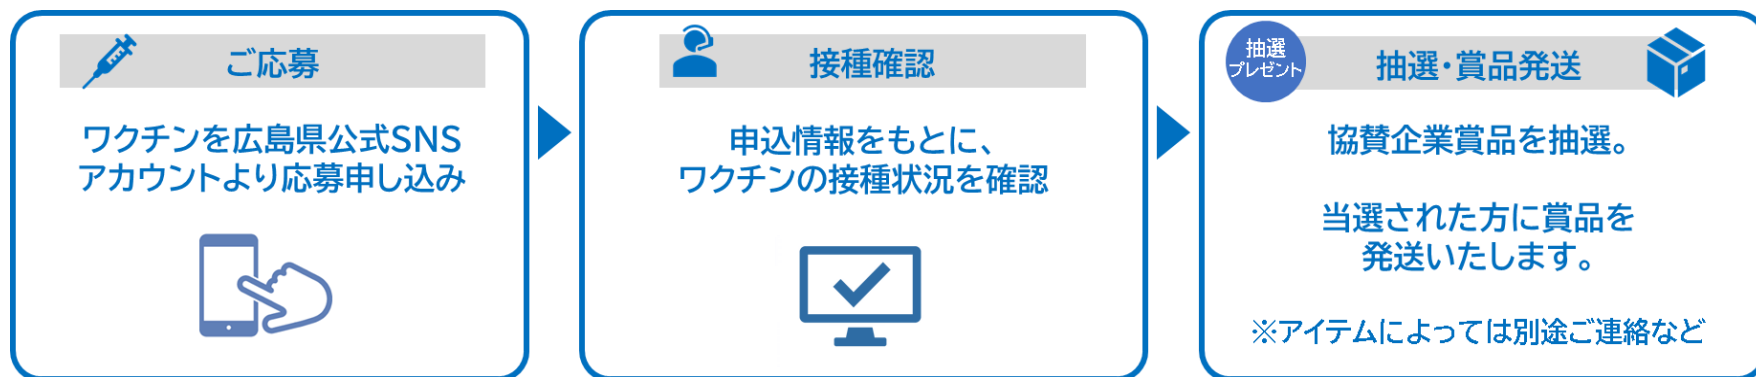 ご応募
ワクチンを広島県公式SNS
アカウントより応募申し込み
接種確認
申込情報をもとに、
ワクチンの接種状況を確認
抽選
プレゼント
抽選・賞品発送
協賛企業賞品を抽選。
当選された方に賞品を
発送いたします。
※アイテムによっては別途ご連絡など